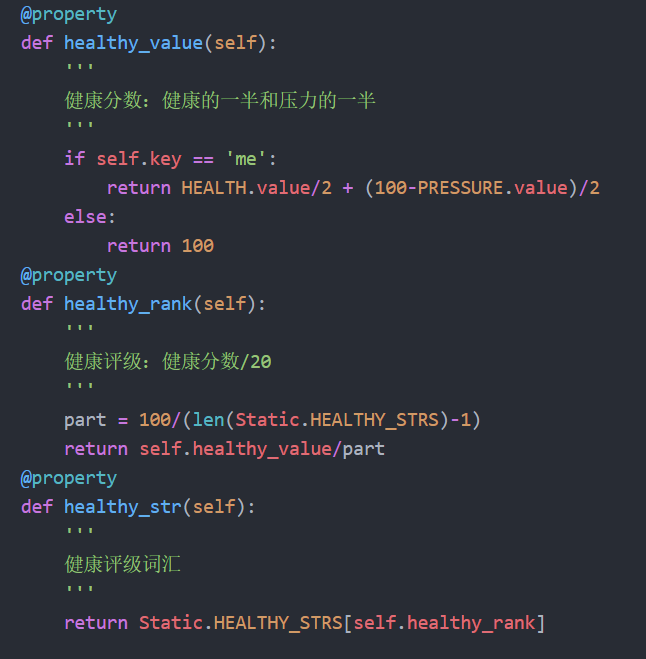 @property
def healthy_value(self):
    '''
    健康分数：健康的一半和压力的一半
    '''
    if self.key == 'me':
        return HEALTH.value/2 + (100-PRESSURE.value)/2
    else:
        return 100
@property
def healthy_rank(self):
    '''
    健康评级：健康分数/20
    '''
    part = 100/(len(Static.HEALTHY_STRS)-1)
    return self.healthy_value/part
@property
def healthy_str(self):
    '''
    健康评级词汇
    '''
    return Static.HEALTHY_STRS[self.healthy_rank]